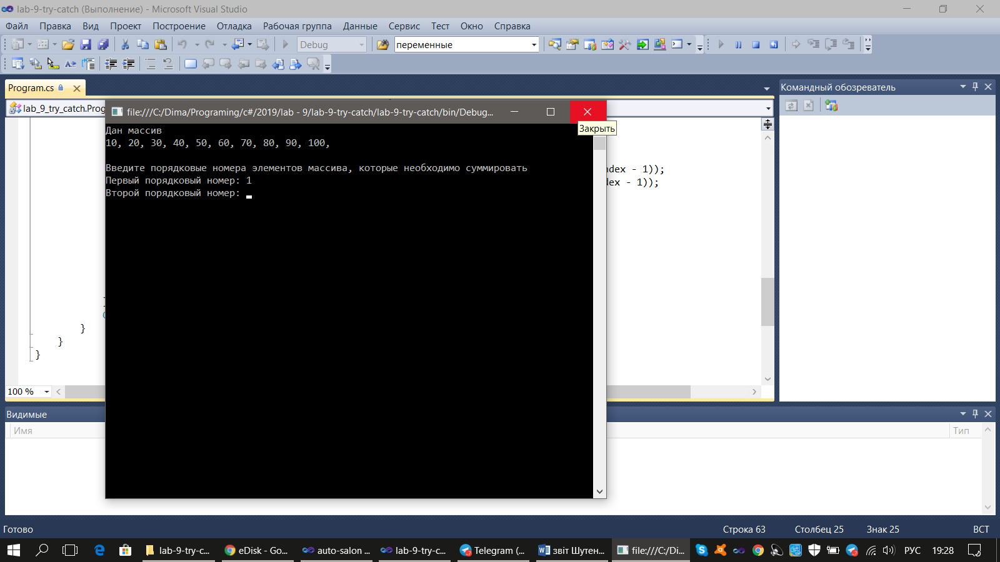 lab-9-try-catch (Выполнение) - Microsoft Visual Studio
Файл Правка Вид Проект Построение Отладка Рабочая группа Данные Сервис Тест Окно Справка
Debug переменные
Program.cs
Командный обозреватель
lab_9_try_catch.Prog
file:///C:/Dima/Programing/c#/2019/lab - 9/lab-9-try-catch/lab-9-try-catch/bin/Debug...
Закрыть
Дан массив
10, 20, 30, 40, 50, 60, 70, 80, 90, 100,
Введите порядковые номера элементов массива, которые необходимо суммировать
Первый порядковый номер: 1
Второй порядковый номер:
ndex - 1));
dex - 1));
}
}
}
100 %
Видимые
Имя Тип
Готово Строка 63 Столбец 25 Знак 25 ВСТ
lab-9-try-c... eDisk - Go... auto-salon ... lab-9-try-c... Telegram (... звіт Шутен... file:///C:/Di... РУС 19:28